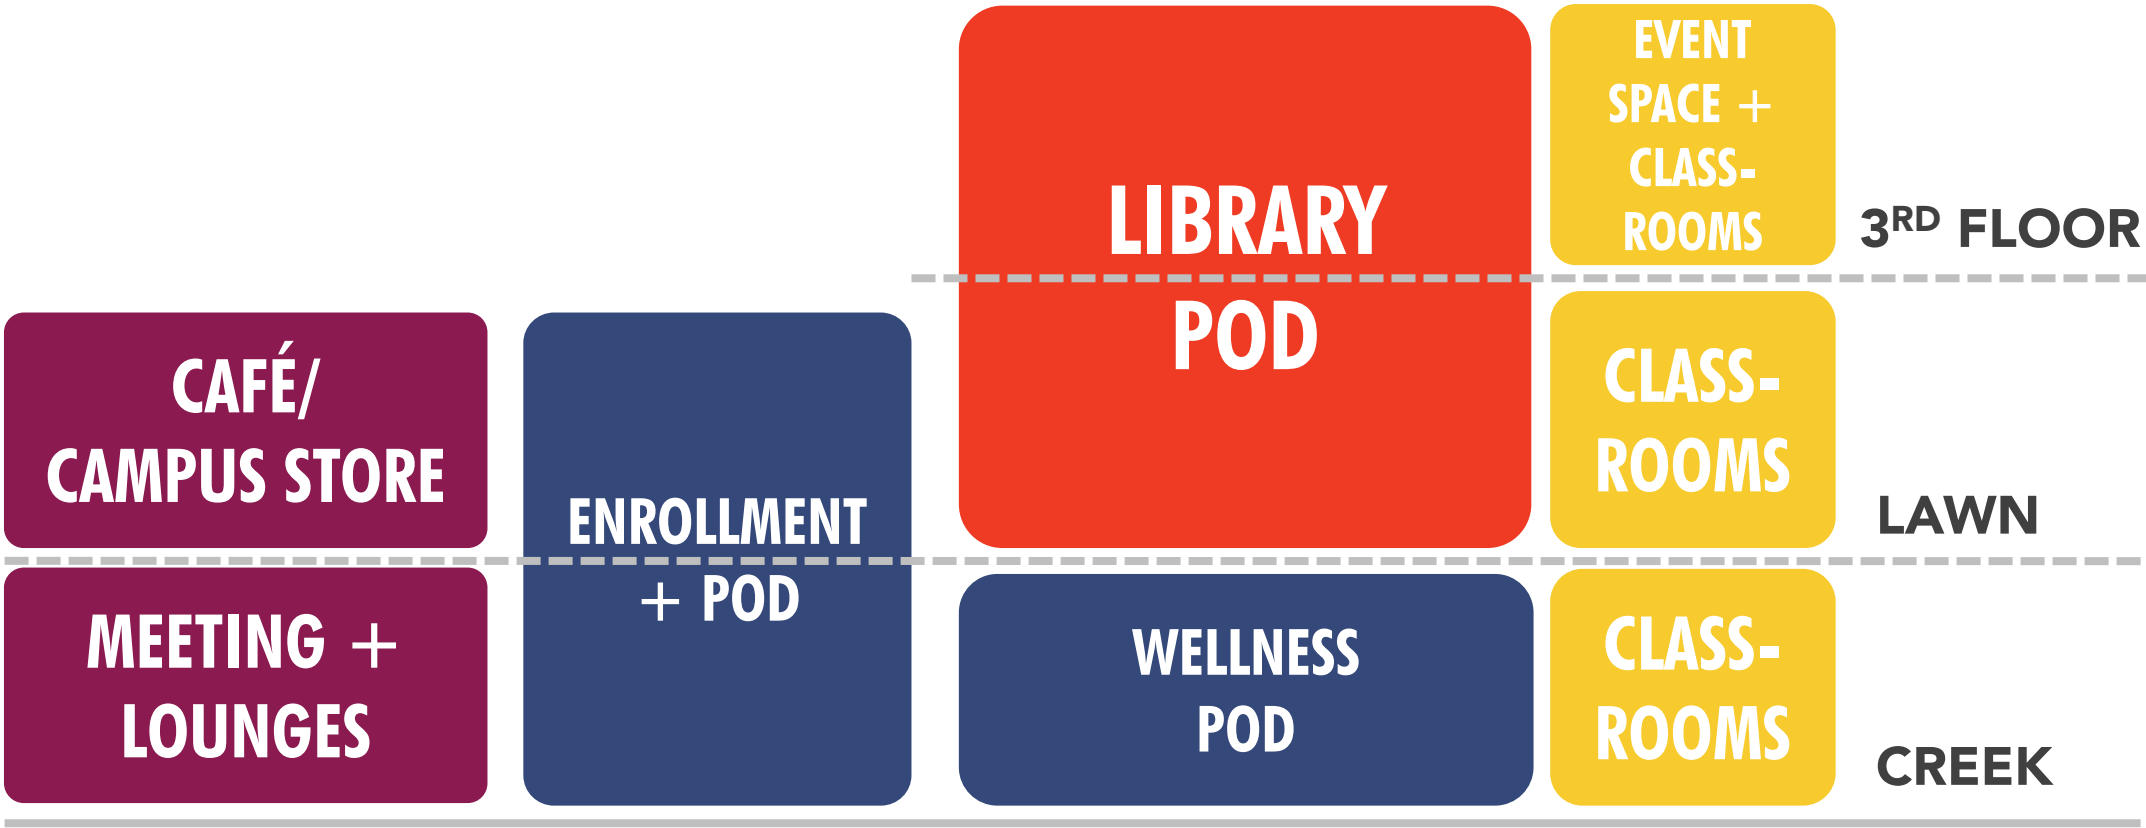 EVENT
SPACE +
CLASS-
ROOMS
3RD FLOOR
LIBRARY
POD
CAFÉ/
CAMPUS STORE
ENROLLMENT
+ POD
CLASS-
ROOMS
LAWN
MEETING +
LOUNGES
WELLNESS
POD
CLASS-
ROOMS
CREEK